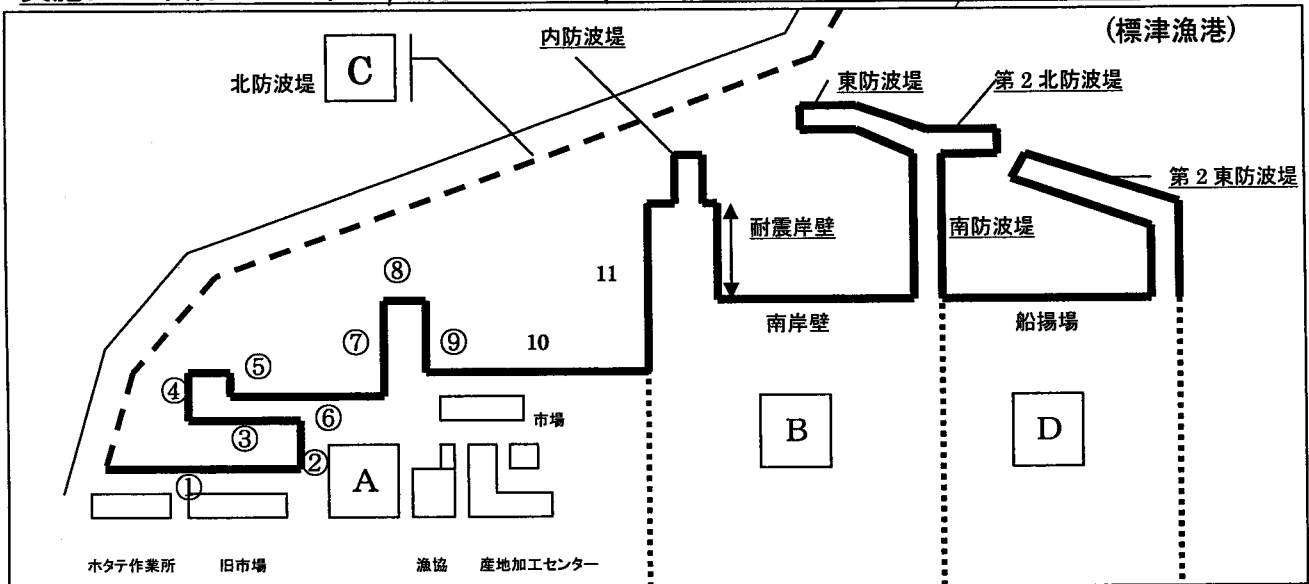 (標津漁港)
内防波堤
北防波堤
C
東防波堤
第2北防波堤
第2東防波堤
耐震岸壁
南防波堤
11
⑧
南岸壁
船揚場
⑦
⑨
10
⑤
④
⑥
市場
③
②
A
B
D
①
ホタテ作業所
旧市場
漁協
産地加工センター